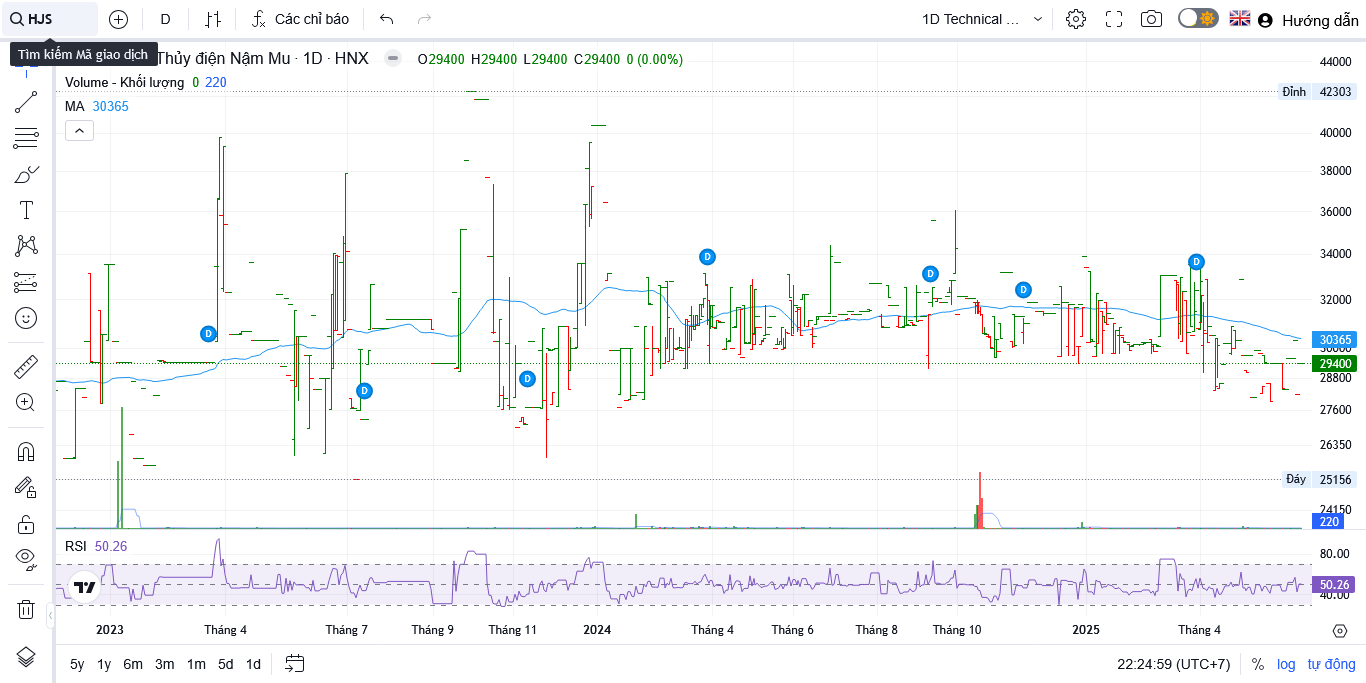 HJS
D
Các chỉ báo
1D Technical ...
Hướng dẫn
Tìm kiếm Mã giao dịch
Thủy điện Nậm Mu · 1D · HNX
O29400 H29400 L29400 C29400 0 (0.00%)
Volume - Khối lượng 0 220
MA 30365
44000
Đỉnh 42303
40000
38000
36000
34000
32000
30365
30000
29400
28800
27600
26350
Đáy 25156
24150
220
D
D
D
D
D
D
D
RSI 50.26
80.00
50.26
40.00
2023
Tháng 4
Tháng 7
Tháng 9
Tháng 11
2024
Tháng 4
Tháng 6
Tháng 8
Tháng 10
2025
Tháng 4
5y 1y 6m 3m 1m 5d 1d
22:24:59 (UTC+7)
%
log
tự động